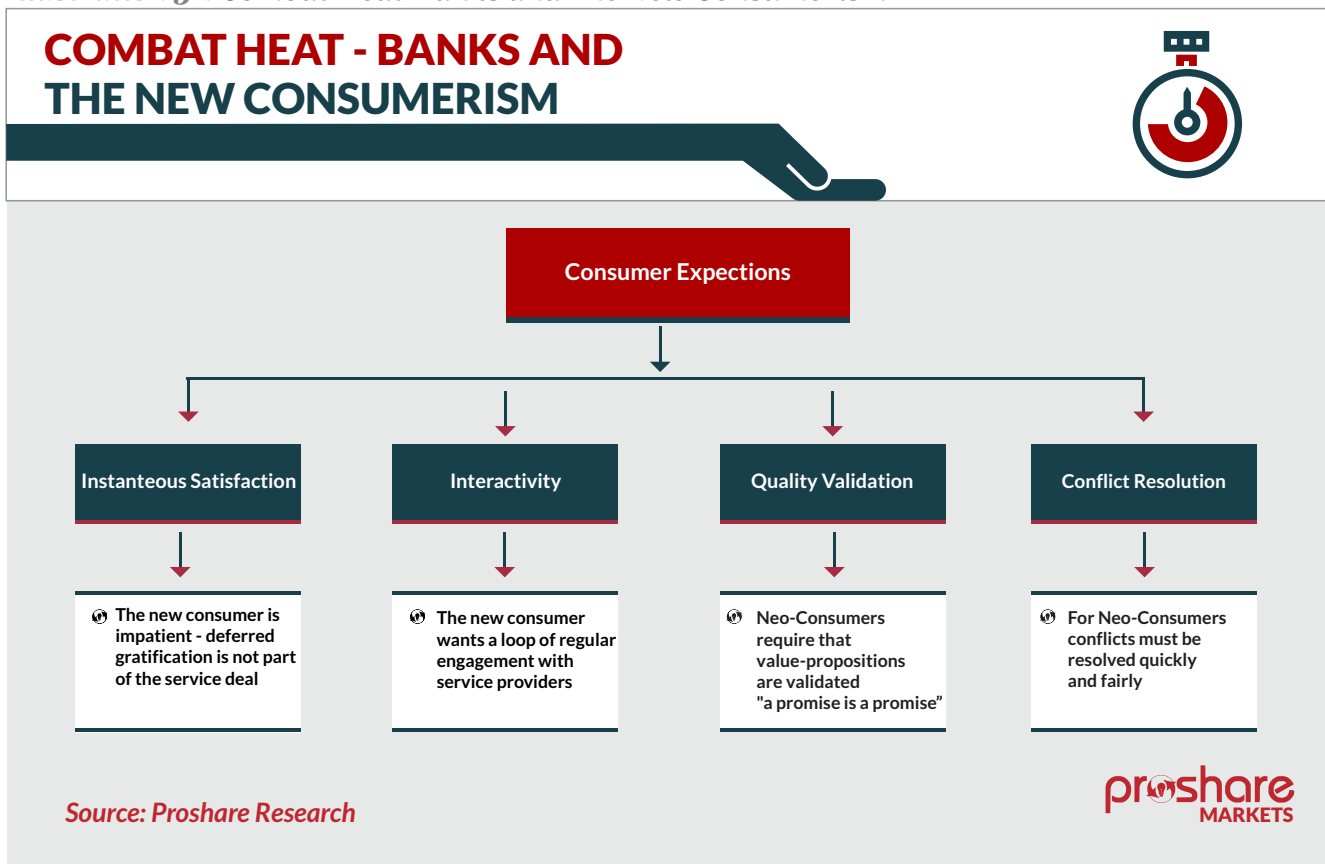 COMBAT HEAT - BANKS AND
THE NEW CONSUMERISM
Consumer Expections
Instanteous Satisfaction
Interactivity
Quality Validation
Conflict Resolution
The new consumer is
impatient - deferred
gratification is not part
of the service deal
The new consumer
wants a loop of regular
engagement with
service providers
Neo-Consumers
require that
value-propositions
are validated
"a promise is a promise”
For Neo-Consumers
conflicts must be
resolved quickly
and fairly
Source: Proshare Research
proshare
MARKETS